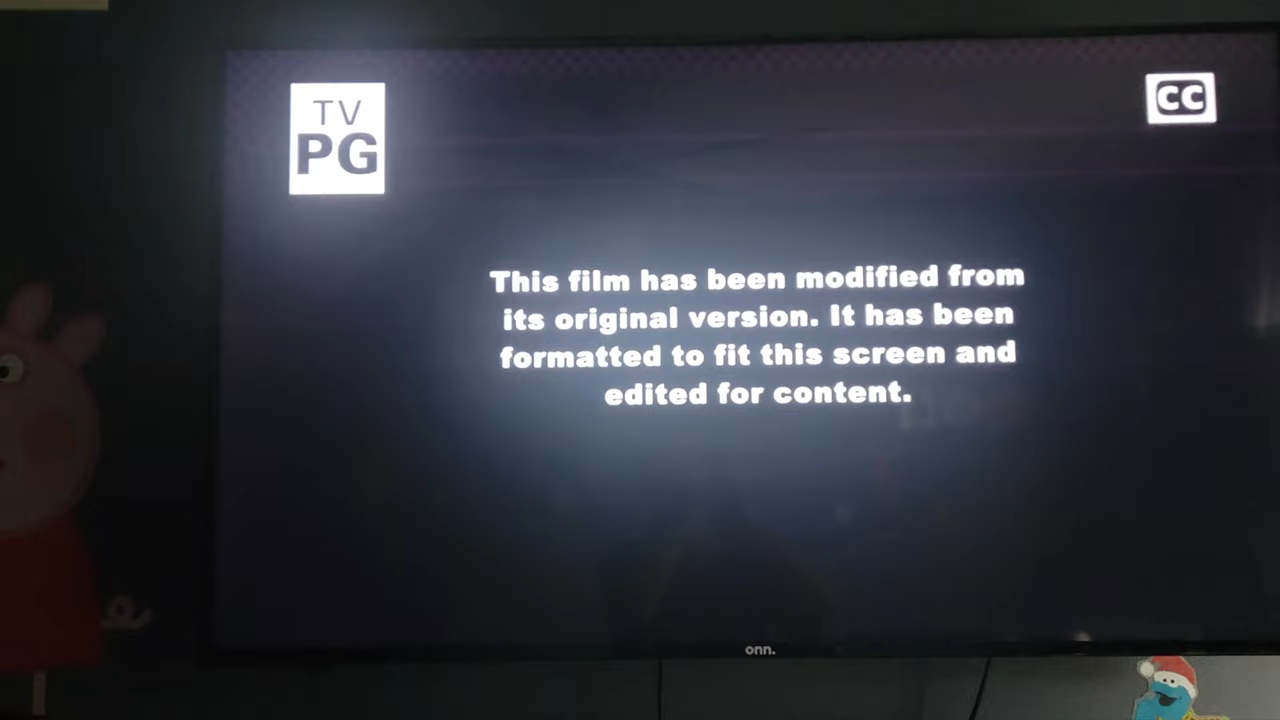 TV
PG
CC
This film has been modified from
its original version. It has been
formatted to fit this screen and
edited for content.
onn.